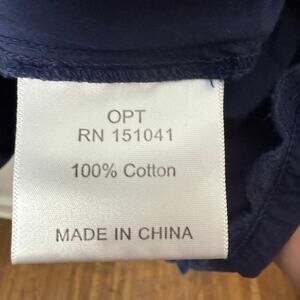 OPT
RN 151041
100% Cotton
MADE IN CHINA